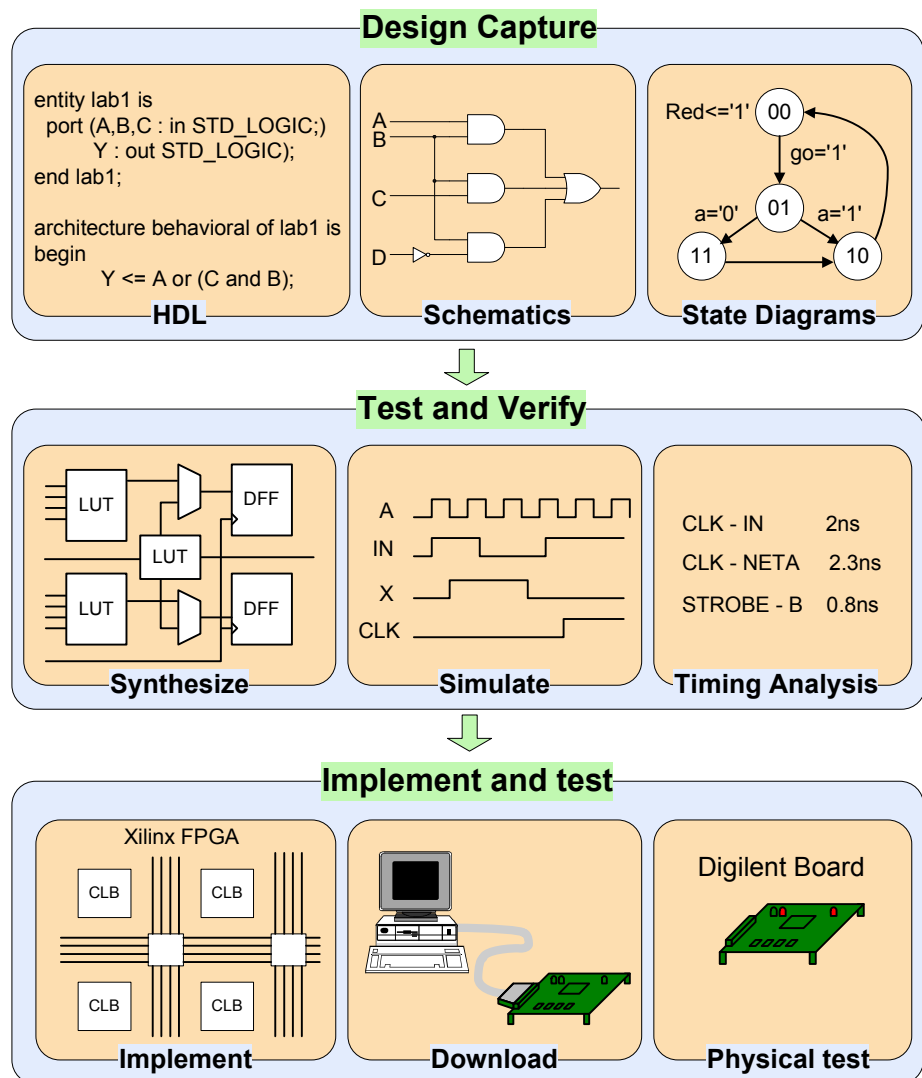 Design Capture
entity lab1 is
port (A,B,C : in STD_LOGIC;)
Y : out STD_LOGIC);
end lab1;
architecture behavioral of lab1 is
begin
Y <= A or (C and B);
HDL
A
B
C
D
Schematics
Red<='1'
00
go='1'
01
a='0'
a='1'
11
10
State Diagrams
Test and Verify
LUT
DFF
LUT
LUT
DFF
Synthesize
A
IN
X
CLK
Simulate
CLK - IN 2ns
CLK - NETA 2.3ns
STROBE - B 0.8ns
Timing Analysis
Implement and test
Xilinx FPGA
CLB
CLB
CLB
CLB
Implement
Download
Digilent Board
Physical test